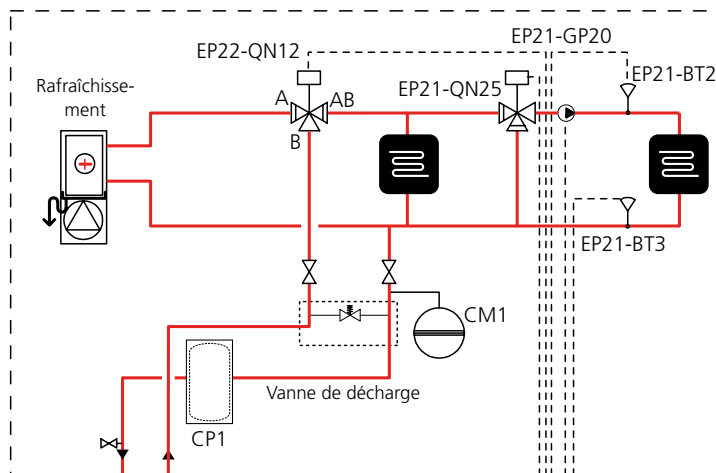 EP21-GP20
EP22-QN12
EP21-BT2
Rafraîchisse-
ment
EP21-QN25
A
AB
B
EP21-BT3
CM1
Vanne de décharge
CP1